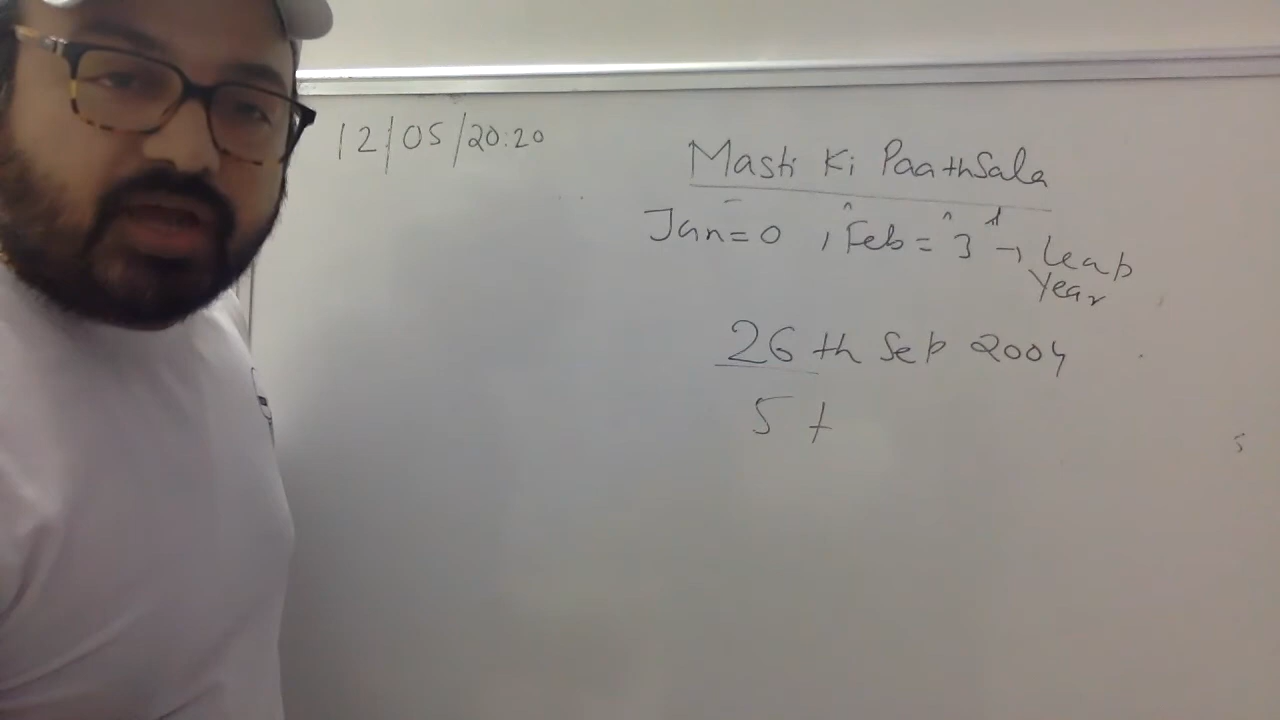 12/05/20:20
Masti Ki PaathSala
Jan=0 , Feb = 3 → Leap
Year
26th Sep 2004
5 +